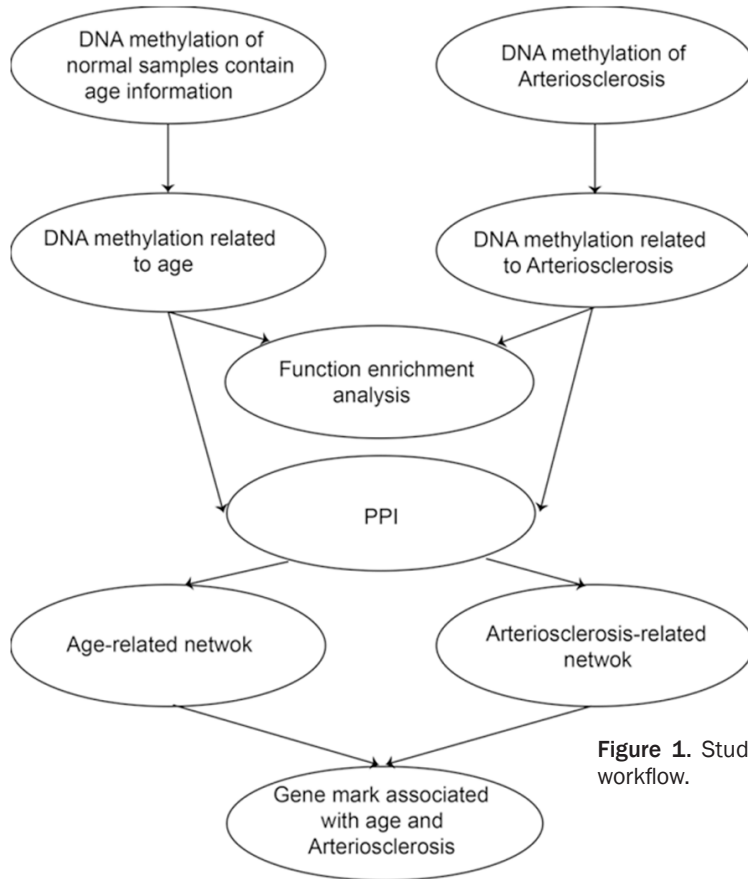 DNA methylation of
normal samples contain
age information
DNA methylation of
Arteriosclerosis
DNA methylation related
to age
DNA methylation related
to Arteriosclerosis
Function enrichment
analysis
PPI
Age-related netwok
Arteriosclerosis-related
netwok
Gene mark associated
with age and
Arteriosclerosis
Figure 1.
workflow.